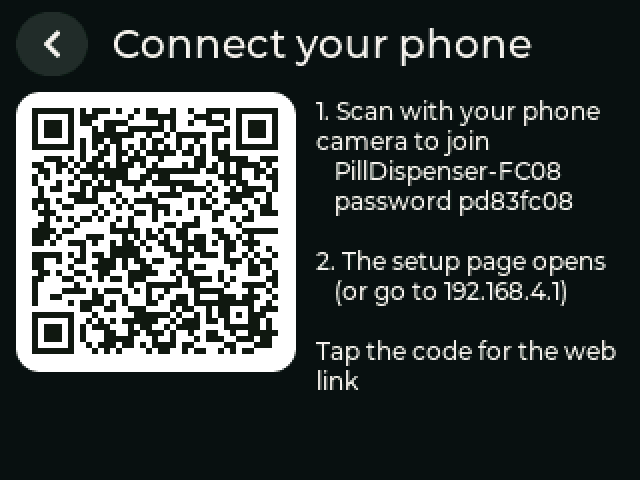 Connect your phone
1. Scan with your phone
camera to join
PillDispenser-FC08
password pd83fc08
2. The setup page opens
(or go to 192.168.4.1)
Tap the code for the web
link